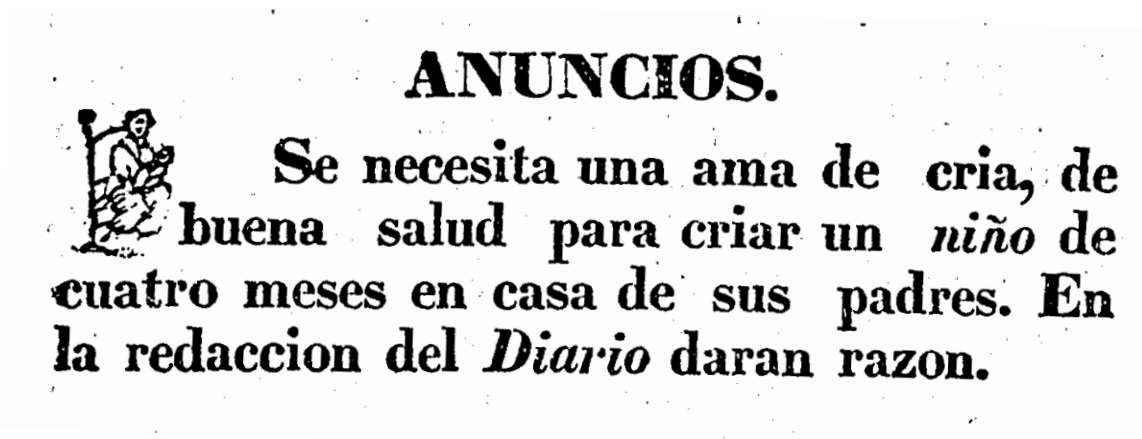 ANUNCIOS.
Se necesita una ama de cria, de
buena salud para criar un niño de
cuatro meses en casa de sus padres. En
la redaccion del Diario daran razon.